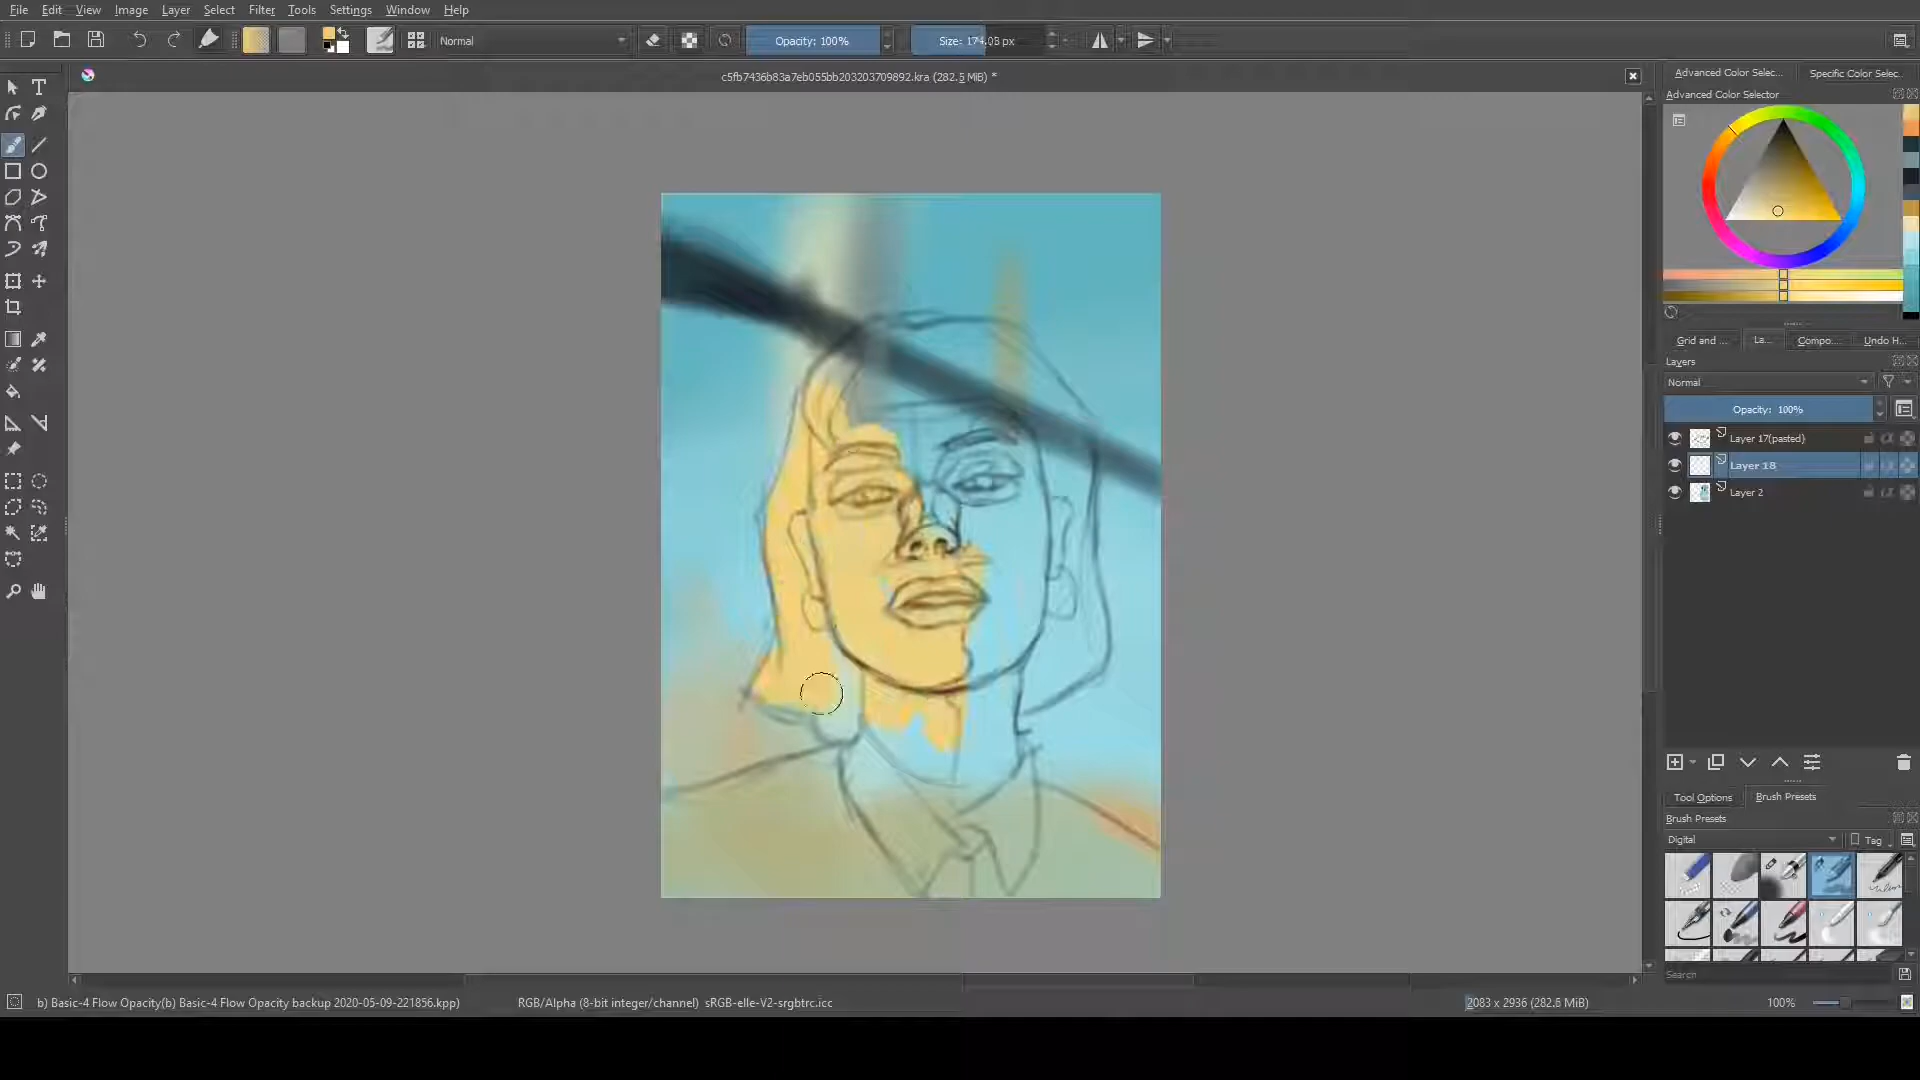 File Edit View Image Layer Select Filter Tools Settings Window Help
Normal
Opacity: 100%
Size: 174.03 px
c5fb7436b83a7eb055bb203203709892.kra (282.5 MiB) *
Advanced Color Selec... Specific Color Selec...
Advanced Color Selector
Grid and ... La... Compo... Undo H...
Layers
Normal
Opacity: 100%
Layer 17(pasted)
Layer 18
Layer 2
Tool Options Brush Presets
Brush Presets
Digital Tag
Search
b) Basic-4 Flow Opacity(b) Basic-4 Flow Opacity backup 2020-05-09-221856.kpp) RGB/Alpha (8-bit integer/channel) sRGB-elle-V2-srgbtrc.icc 2083 x 2936 (282.6 MiB) 100%